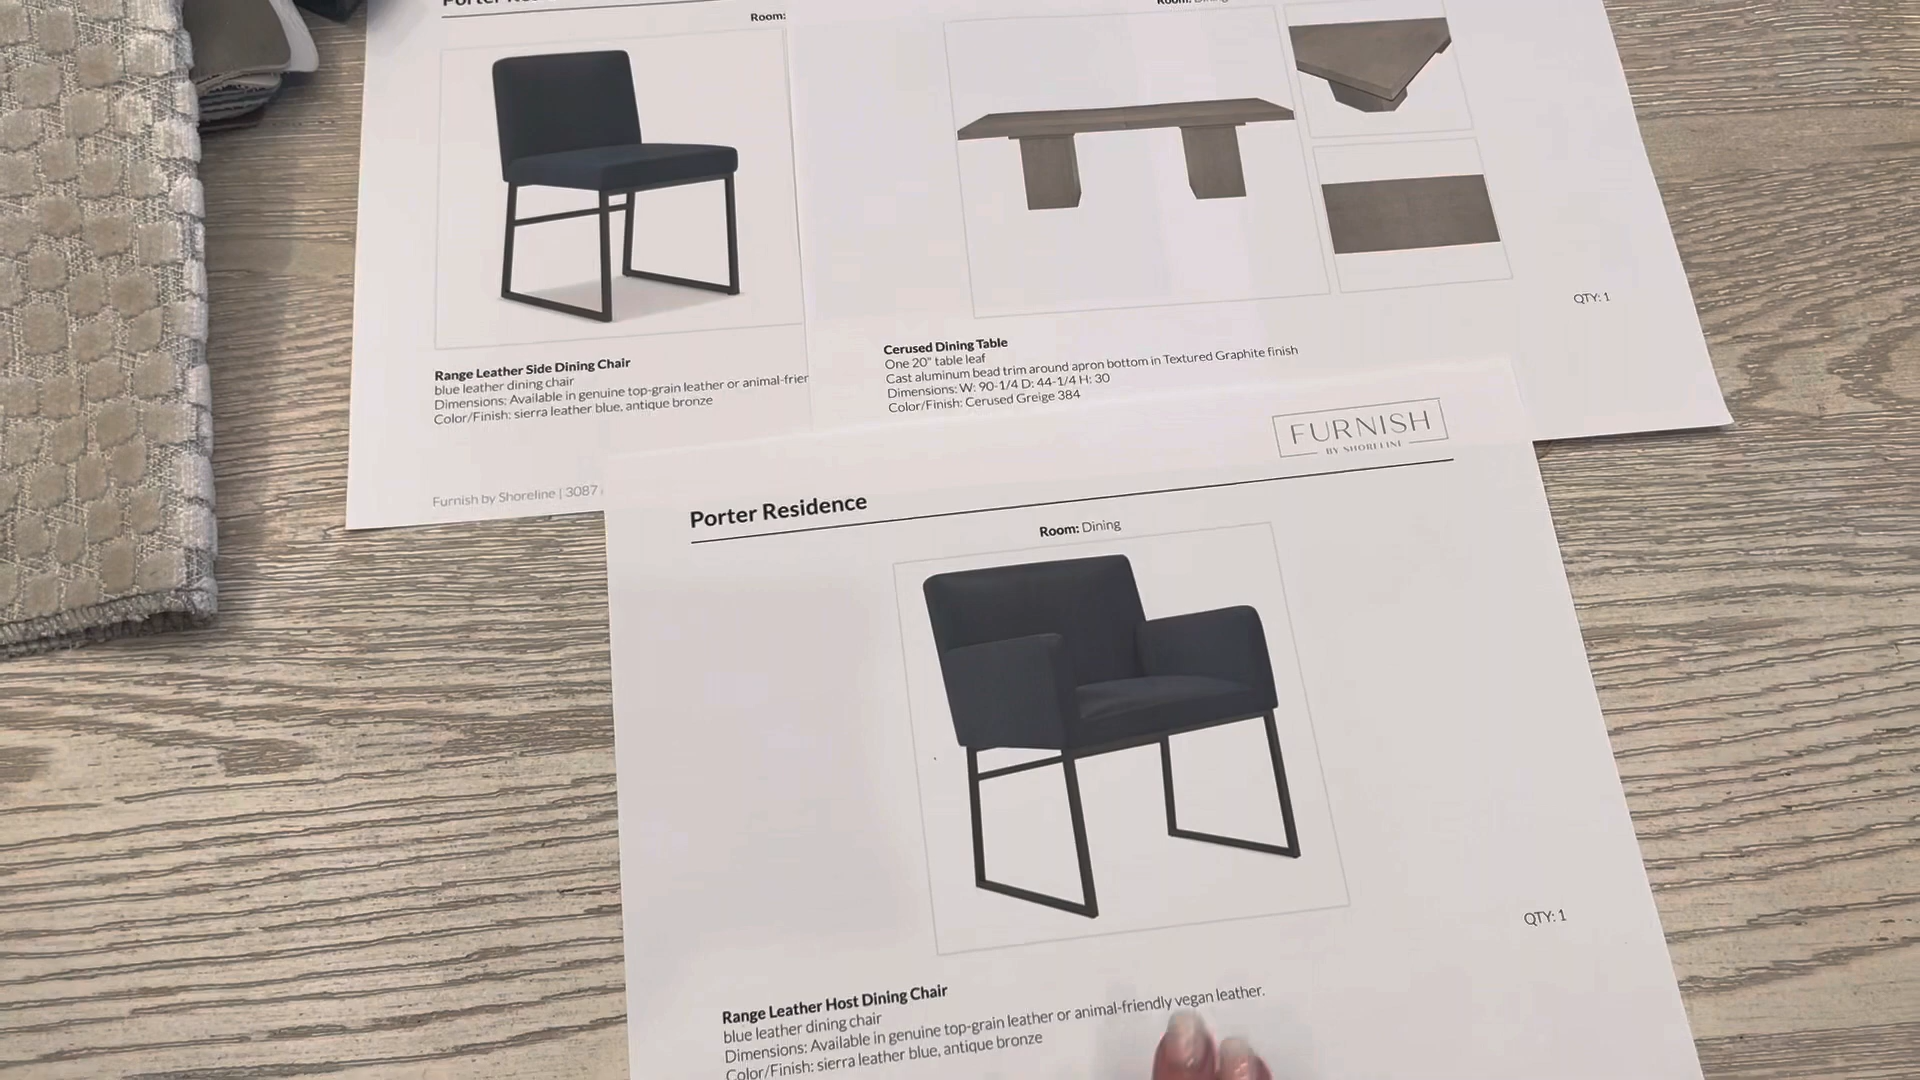 Porter
Room:
Range Leather Side Dining Chair
blue leather dining chair
Dimensions: Available in genuine top-grain leather or animal-frier
Color/Finish: sierra leather blue, antique bronze
Furnish by Shoreline | 3087
Room: Dining
QTY: 1
Cerused Dining Table
One 20" table leaf
Cast aluminum bead trim around apron bottom in Textured Graphite finish
Dimensions: W: 90-1/4 D: 44-1/4 H: 30
Color/Finish: Cerused Greige 384
FURNISH
BY SHORELINE
Porter Residence
Room: Dining
QTY: 1
Range Leather Host Dining Chair
blue leather dining chair
Dimensions: Available in genuine top-grain leather or animal-friendly vegan leather.
Color/Finish: sierra leather blue, antique bronze